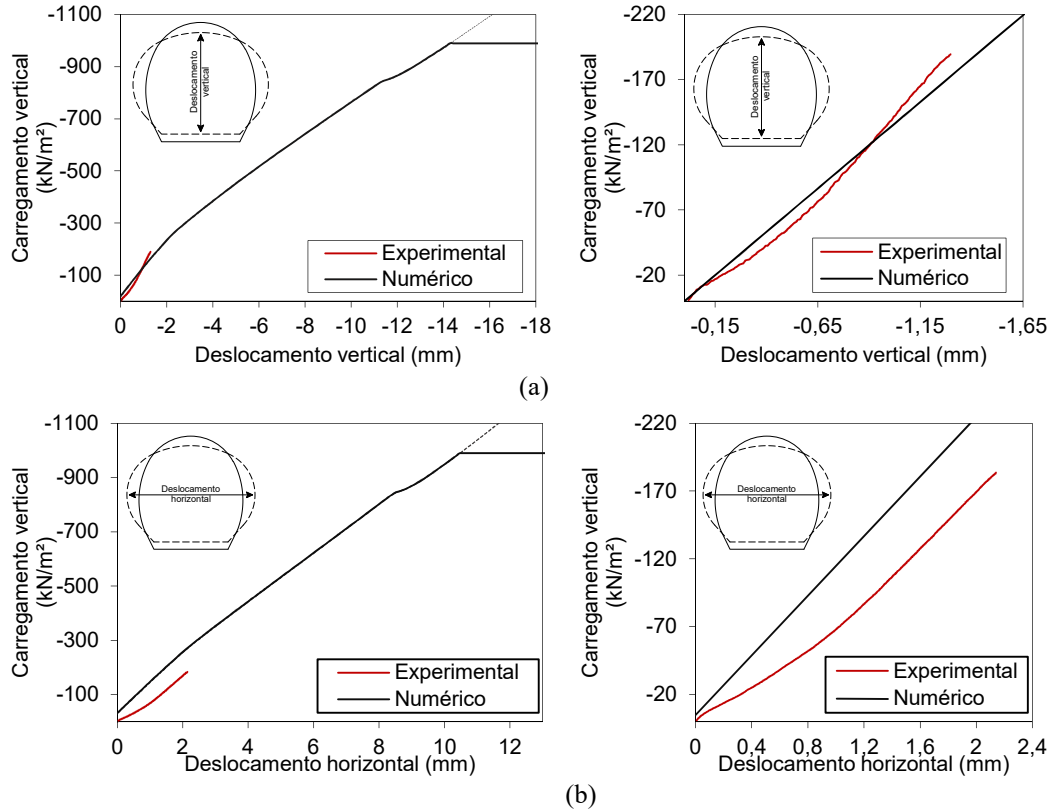 -1100
-900
-700
-500
-300
-100
Carregamento vertical
(kN/m²)
Deslocamento
vertical
Experimental
Numérico
0
-2
-4
-6
-8
-10
-12
-14
-16
-18
Deslocamento vertical (mm)
-220
-170
-120
-70
-20
Carregamento vertical
(kN/m²)
Deslocamento
vertical
Experimental
Numérico
-0,15
-0,65
-1,15
-1,65
Deslocamento vertical (mm)
(a)
-1100
-900
-700
-500
-300
-100
Carregamento vertical
(kN/m²)
Deslocamento
horizontal
Experimental
Numérico
0
2
4
6
8
10
12
Deslocamento horizontal (mm)
-220
-170
-120
-70
-20
Carregamento vertical
(kN/m²)
Deslocamento
horizontal
Experimental
Numérico
0
0,4
0,8
1,2
1,6
2
2,4
Deslocamento horizontal (mm)
(b)